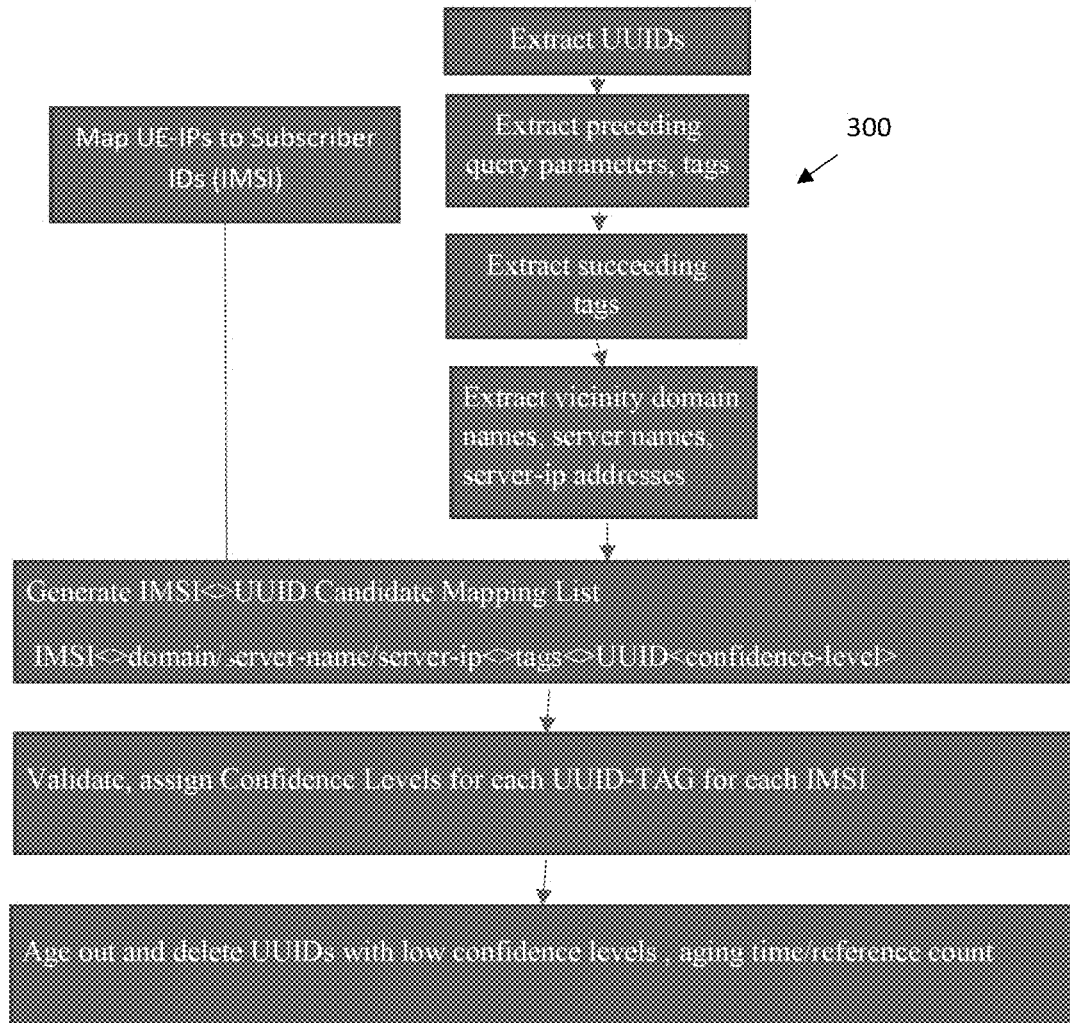 Extract UUIDs
Map UE-IPs to Subscriber
IDs (IMSI)
Extract preceding
query parameters, tags
300
Extract succeeding
tags
Extract vicinity domain
names, server names,
server-ip addresses
Generate IMSI<>UUID Candidate Mapping List
IMSI<>domain/server-name/server-ip<>tags<>UUID<confidence-level>
Validate, assign Confidence Levels for each UUID-TAG for each IMSI
Age out and delete UUIDs with low confidence levels , aging time/reference count